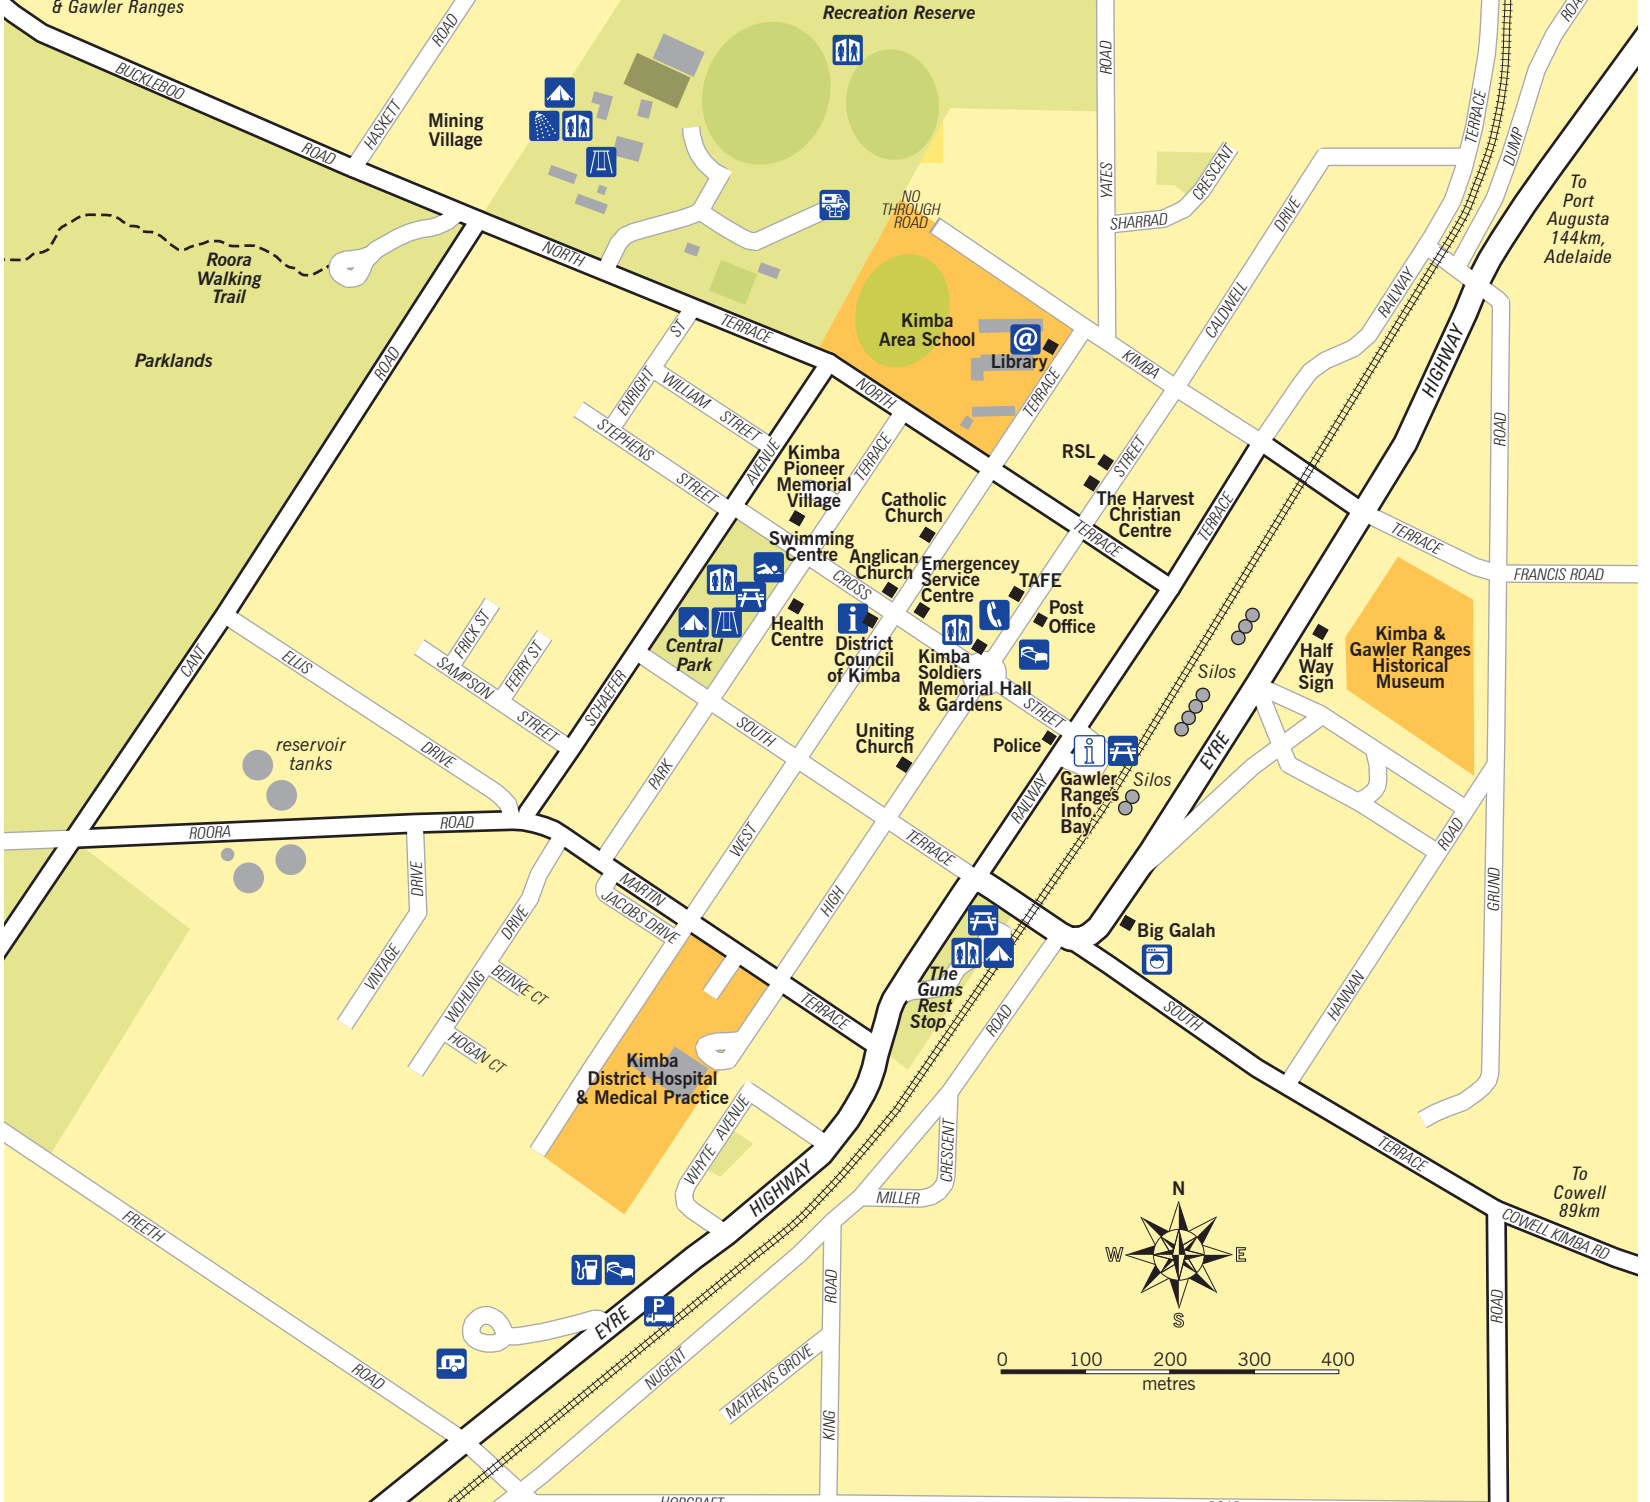 & Gawler Ranges
Recreation Reserve
ROAD
ROAD
BUCKLEBOO
ROAD
HASKETT
Mining
Village
TERRACE
DUMP
YATES
SHARRAD
CRESCENT
To
Port
Augusta
144km,
Adelaide
NO
THROUGH
ROAD
DRIVE
CALDWELL
RAILWAY
HIGHWAY
Roora
Walking
Trail
NORTH
TERRACE
Parklands
ROAD
ST
ENRIGHT
WILLIAM
STREET
STEPHENS
STREET
AVENUE
Kimba
Area School
@
Library
KIMBA
NORTH
TERRACE
TERRACE
ROAD
RSL
STREET
The Harvest
Christian
Centre
TERRACE
TERRACE
TERRACE
FRANCIS ROAD
Kimba
Pioneer
Memorial
Village
Catholic
Church
Swimming
Centre
Anglican
Church
CROSS
Emergencey
Service
Centre
TAFE
Post
Office
Health
Centre
i
District
Council
of Kimba
Kimba
Soldiers
Memorial Hall
& Gardens
STREET
Central
Park
Half
Way
Sign
Kimba &
Gawler Ranges
Historical
Museum
Silos
FRICK ST
FERRY ST
SAMPSON
STREET
CANT
ELLIS
DRIVE
SCHAEFER
SOUTH
PARK
WEST
HIGH
Uniting
Church
Police
i
Gawler
Ranges
Info.
Bay
Silos
EYRE
RAILWAY
TERRACE
reservoir
tanks
ROORA
ROAD
DRIVE
VINTAGE
MARTIN
JACOBS DRIVE
TERRACE
DRIVE
WOHLING
BEINKE CT
HOGAN CT
ROAD
GRUND
HANNAN
Big Galah
The
Gums
Rest
Stop
ROAD
SOUTH
TERRACE
Kimba
District Hospital
& Medical Practice
WHYTE
AVENUE
HIGHWAY
CRESCENT
MILLER
To
Cowell
89km
COWELL KIMBA RD
ROAD
N
W
E
S
FREETH
ROAD
EYRE
P
NUGENT
ROAD
MATHEWS GROVE
KING
0 100 200 300 400
metres